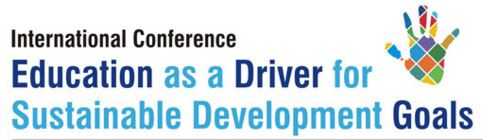 International Conference
Education as a Driver for
Sustainable Development Goals